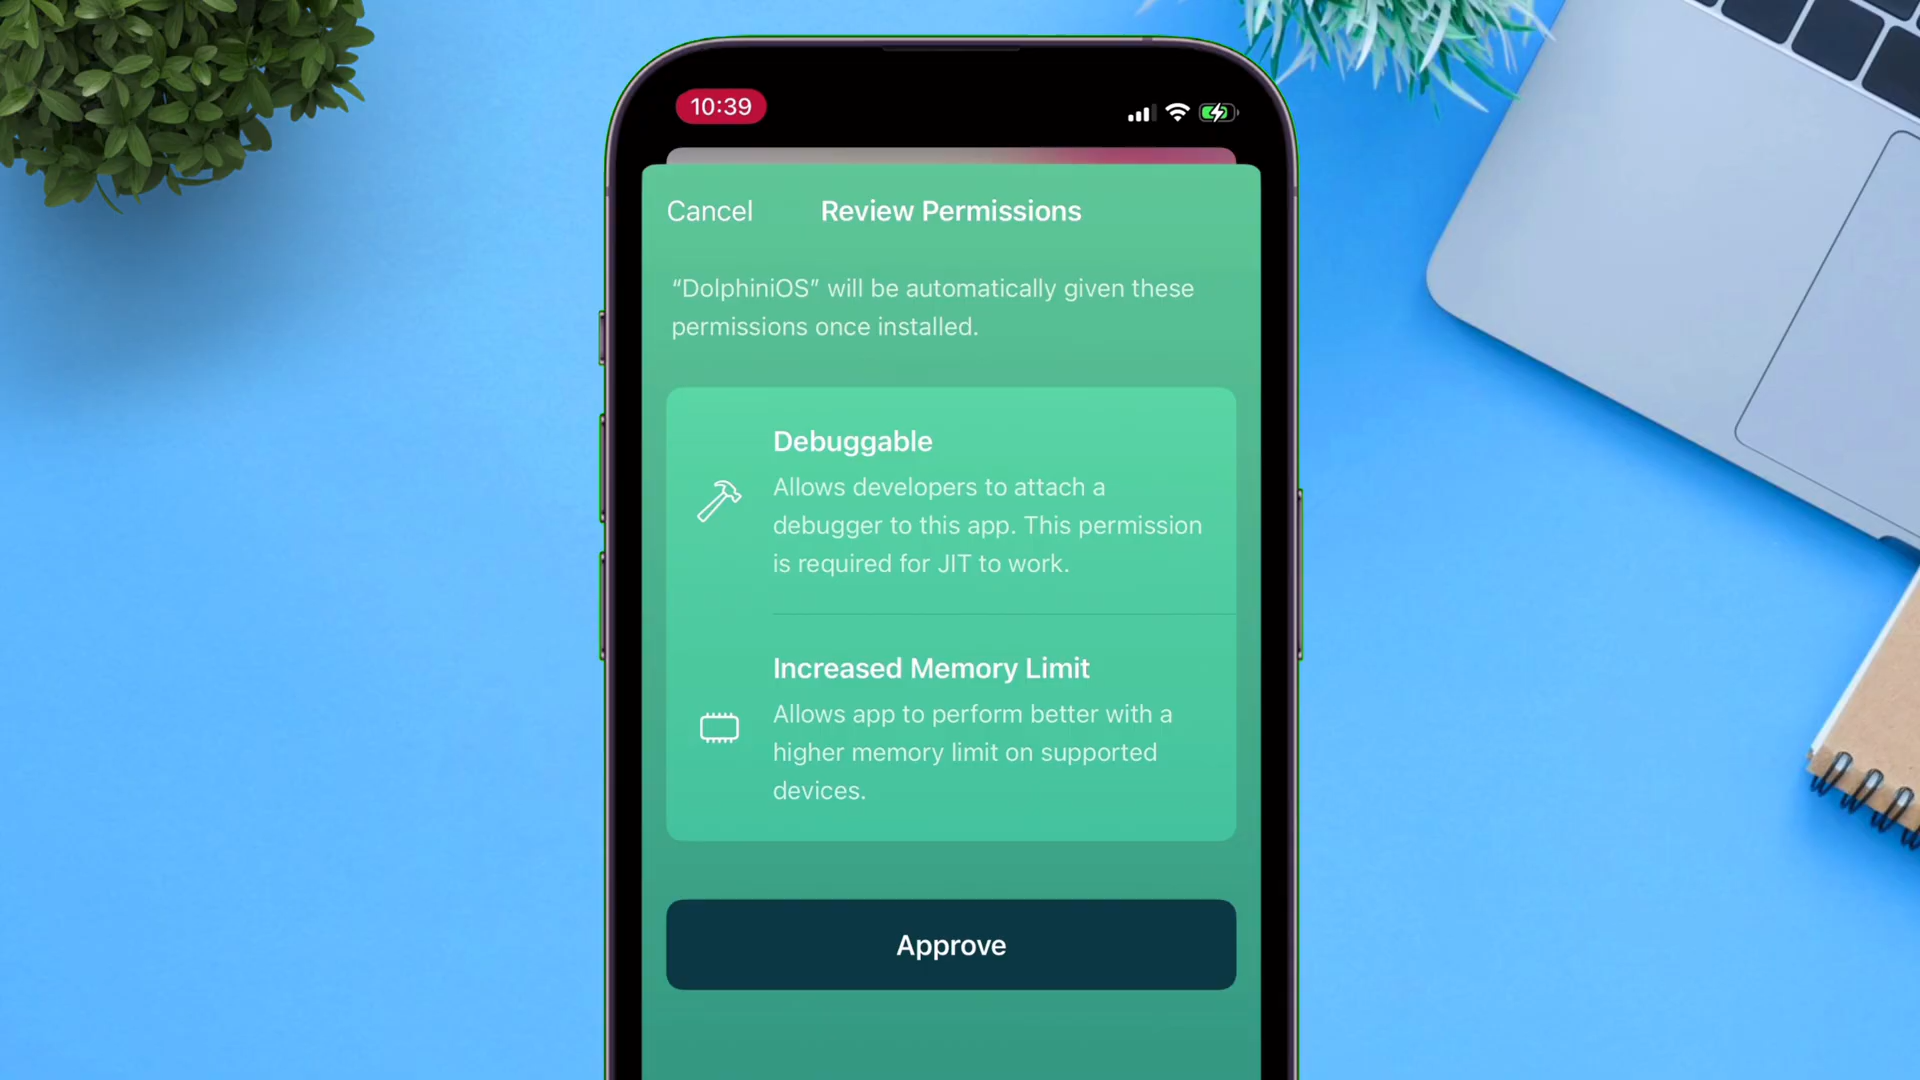 10:39
Cancel
Review Permissions
“DolphiniOS” will be automatically given these
permissions once installed.
Debuggable
Allows developers to attach a
debugger to this app. This permission
is required for JIT to work.
Increased Memory Limit
Allows app to perform better with a
higher memory limit on supported
devices.
Approve